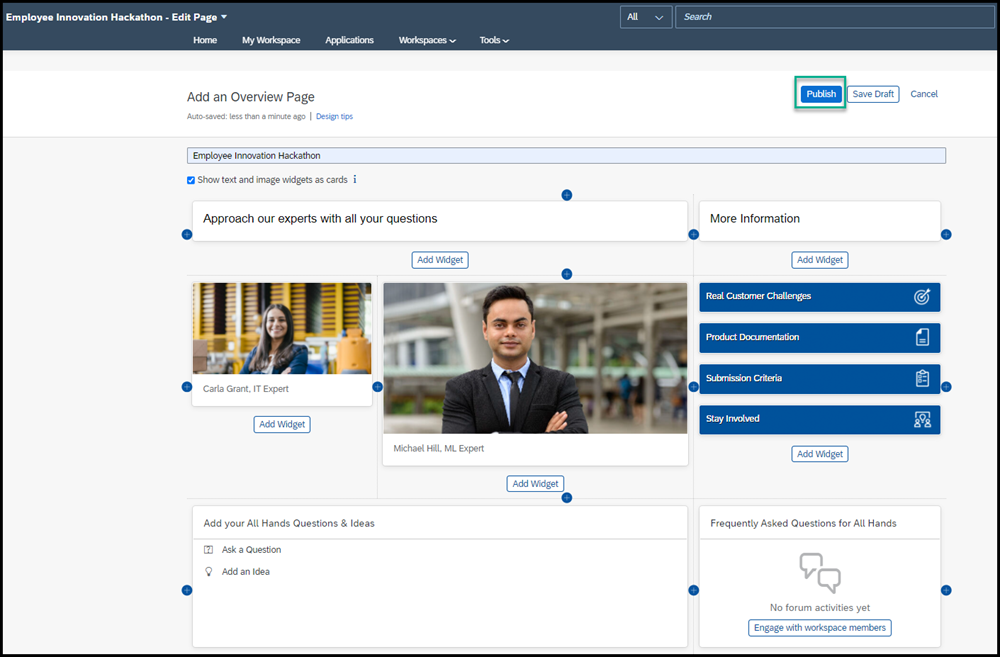 Employee Innovation Hackathon - Edit Page
All
Search
Home My Workspace Applications Workspaces Tools
Add an Overview Page
Publish Save Draft Cancel
Auto-saved: less than a minute ago | Design tips
Employee Innovation Hackathon
Show text and image widgets as cards i
Approach our experts with all your questions
More Information
Add Widget
Add Widget
Carla Grant, IT Expert
Add Widget
Michael Hill, ML Expert
Add Widget
Real Customer Challenges
Product Documentation
Submission Criteria
Stay Involved
Add Widget
Add your All Hands Questions & Ideas
Ask a Question
Add an Idea
Frequently Asked Questions for All Hands
No forum activities yet
Engage with workspace members